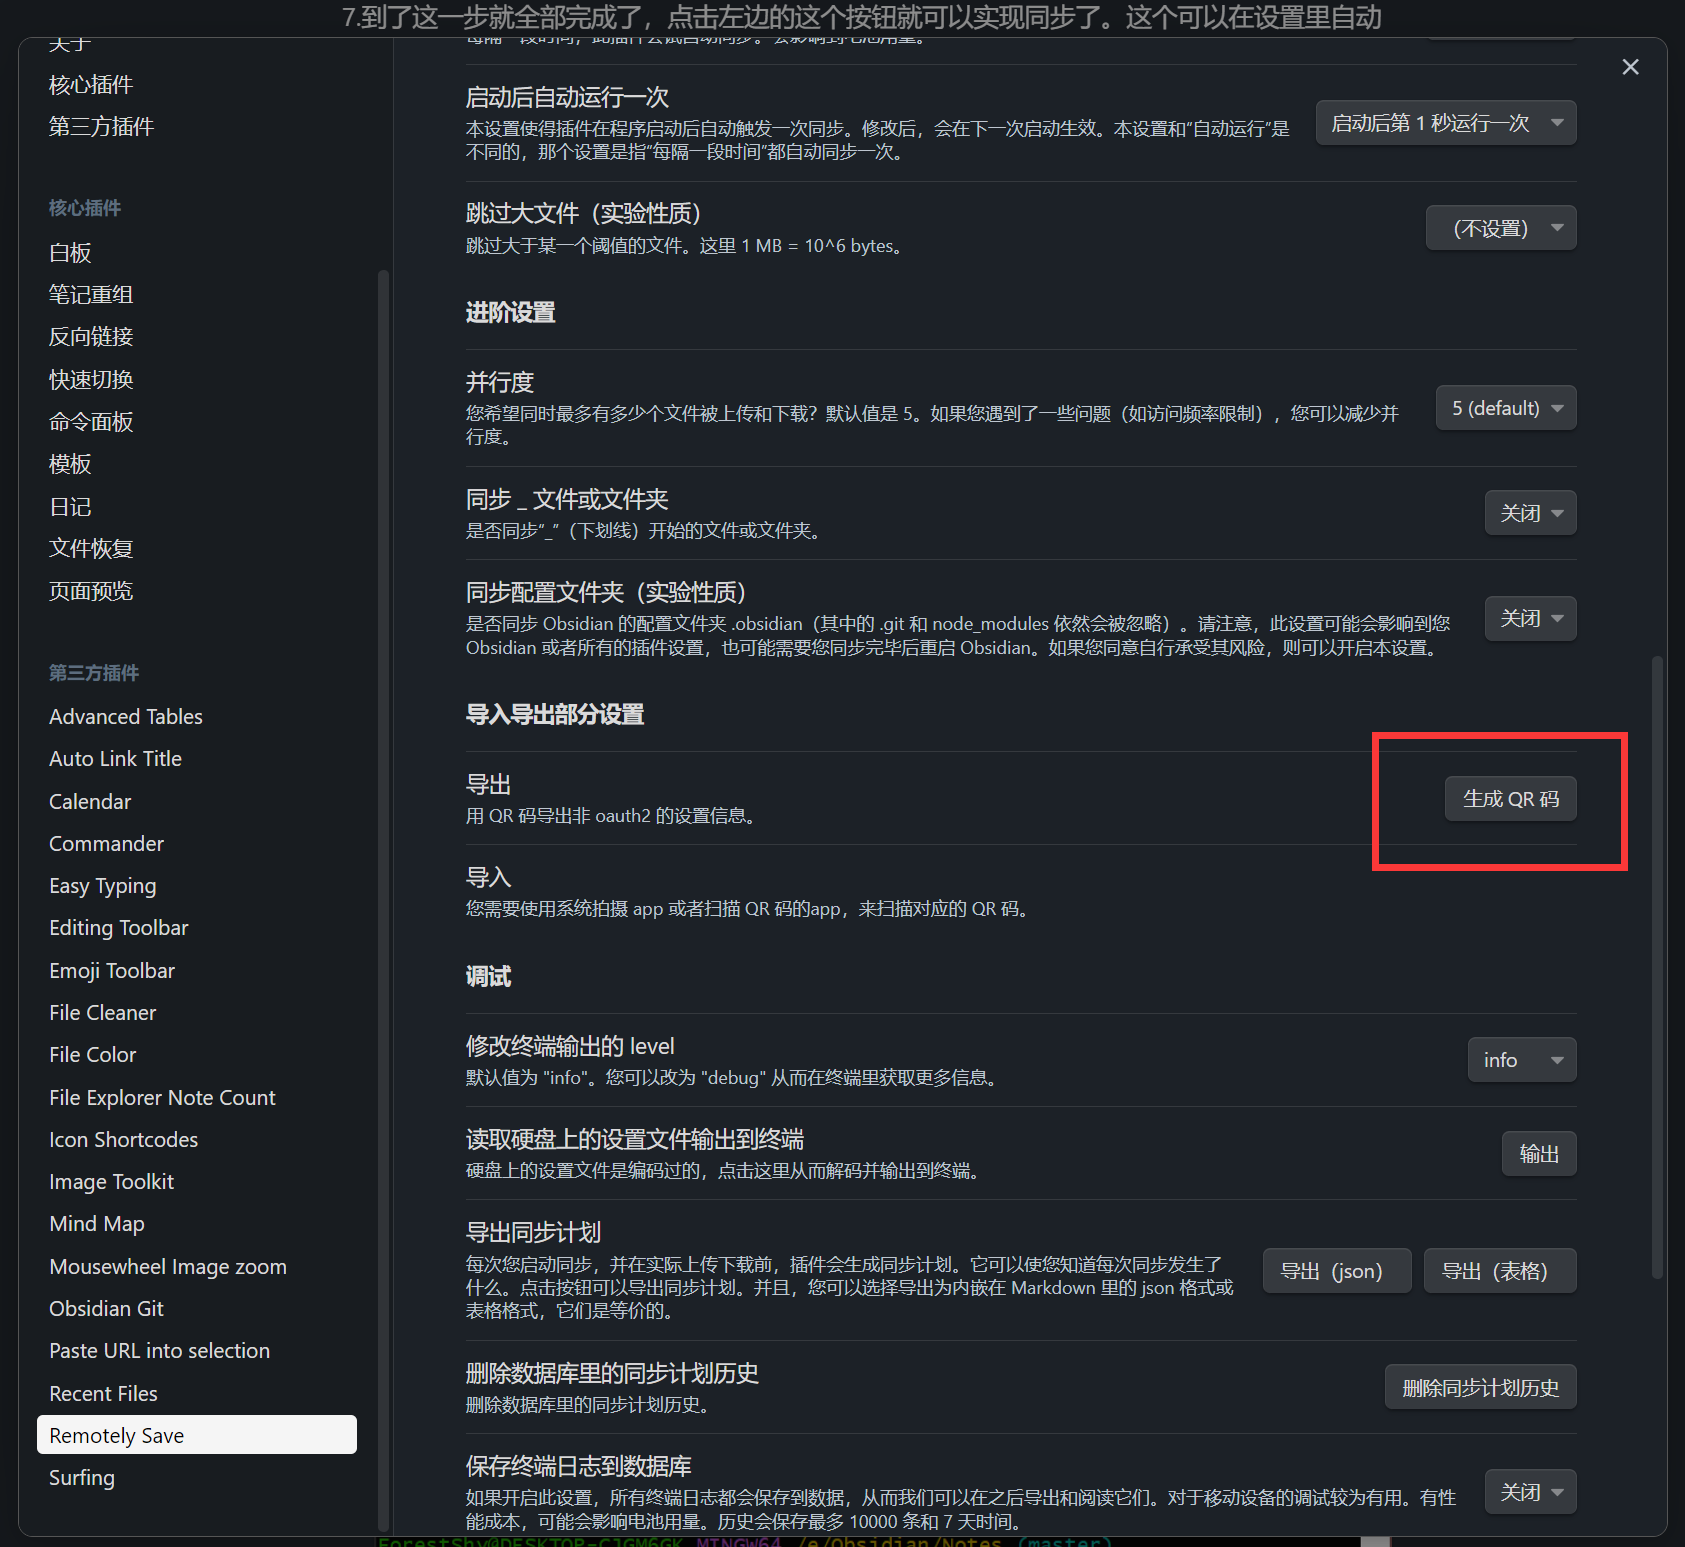 7.到了这一步就全部完成了，点击左边的这个按钮就可以实现同步了。这个可以在设置里自动
关于
核心插件
第三方插件
核心插件
白板
笔记重组
反向链接
快速切换
命令面板
模板
日记
文件恢复
页面预览
第三方插件
Advanced Tables
Auto Link Title
Calendar
Commander
Easy Typing
Editing Toolbar
Emoji Toolbar
File Cleaner
File Color
File Explorer Note Count
Icon Shortcodes
Image Toolkit
Mind Map
Mousewheel Image zoom
Obsidian Git
Paste URL into selection
Recent Files
Remotely Save
Surfing
每隔一段时间，此插件尝试自动同步。会影响到电池用量。
启动后自动运行一次
本设置使得插件在程序启动后自动触发一次同步。修改后，会在下一次启动生效。本设置和“自动运行”是
不同的，那个设置是指“每隔一段时间”都自动同步一次。
启动后第 1 秒运行一次
跳过大文件（实验性质）
跳过大于某一个阈值的文件。这里 1 MB = 10^6 bytes。
（不设置）
进阶设置
并行度
您希望同时最多有多少个文件被上传和下载？默认值是 5。如果您遇到了一些问题（如访问频率限制），您可以减少并
行度。
5 (default)
同步 _ 文件或文件夹
是否同步“_”（下划线）开始的文件或文件夹。
关闭
同步配置文件夹（实验性质）
是否同步 Obsidian 的配置文件夹 .obsidian（其中的 .git 和 node_modules 依然会被忽略）。请注意，此设置可能会影响到您
Obsidian 或者所有的插件设置，也可能需要您同步完毕后重启 Obsidian。如果您同意自行承受其风险，则可以开启本设置。
关闭
导入导出部分设置
导出
用 QR 码导出非 oauth2 的设置信息。
生成 QR 码
导入
您需要使用系统拍摄 app 或者扫描 QR 码的app，来扫描对应的 QR 码。
调试
修改终端输出的 level
默认值为 "info"。您可以改为 "debug" 从而在终端里获取更多信息。
info
读取硬盘上的设置文件输出到终端
硬盘上的设置文件是编码过的，点击这里从而解码并输出到终端。
输出
导出同步计划
每次您启动同步，并在实际上传下载前，插件会生成同步计划。它可以使您知道每次同步发生了
什么。点击按钮可以导出同步计划。并且，您可以选择导出为内嵌在 Markdown 里的 json 格式或
表格格式，它们是等价的。
导出（json）
导出（表格）
删除数据库里的同步计划历史
删除数据库里的同步计划历史。
删除同步计划历史
保存终端日志到数据库
如果开启此设置，所有终端日志都会保存到数据，从而我们可以在之后导出和阅读它们。对于移动设备的调试较为有用。有性
能成本，可能会影响电池用量。历史会保存最多 10000 条和 7 天时间。
关闭
ForestShy@DESKTOP-CJGM6GK MINGW64 /e/Obsidian/Notes (master)